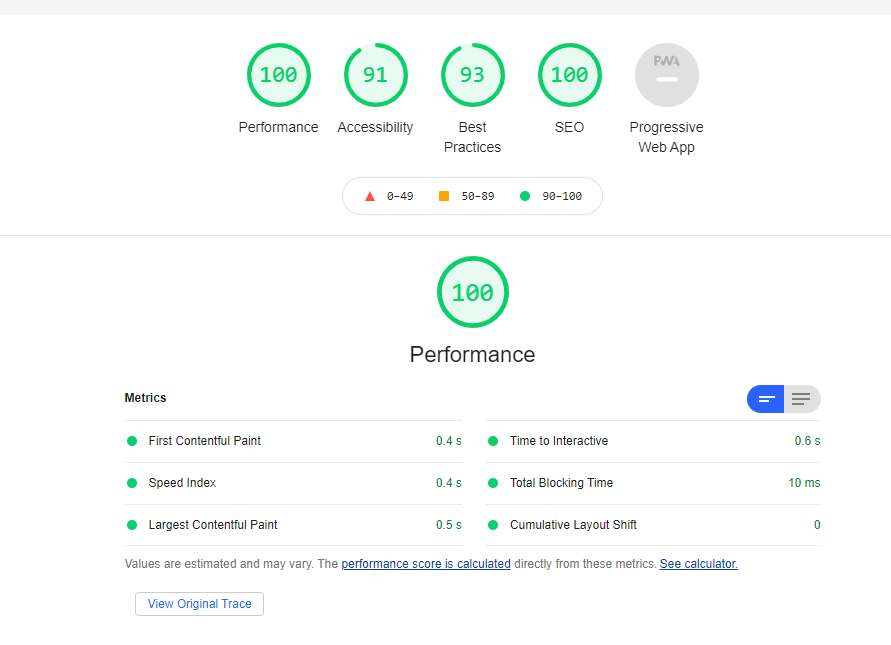 100 91 93 100 PWA
Performance Accessibility Best SEO Progressive
Practices Web App
0–49 50–89 90–100
100
Performance
Metrics
First Contentful Paint 0.4 s Time to Interactive 0.6 s
Speed Index 0.4 s Total Blocking Time 10 ms
Largest Contentful Paint 0.5 s Cumulative Layout Shift 0
Values are estimated and may vary. The performance score is calculated directly from these metrics. See calculator.
View Original Trace